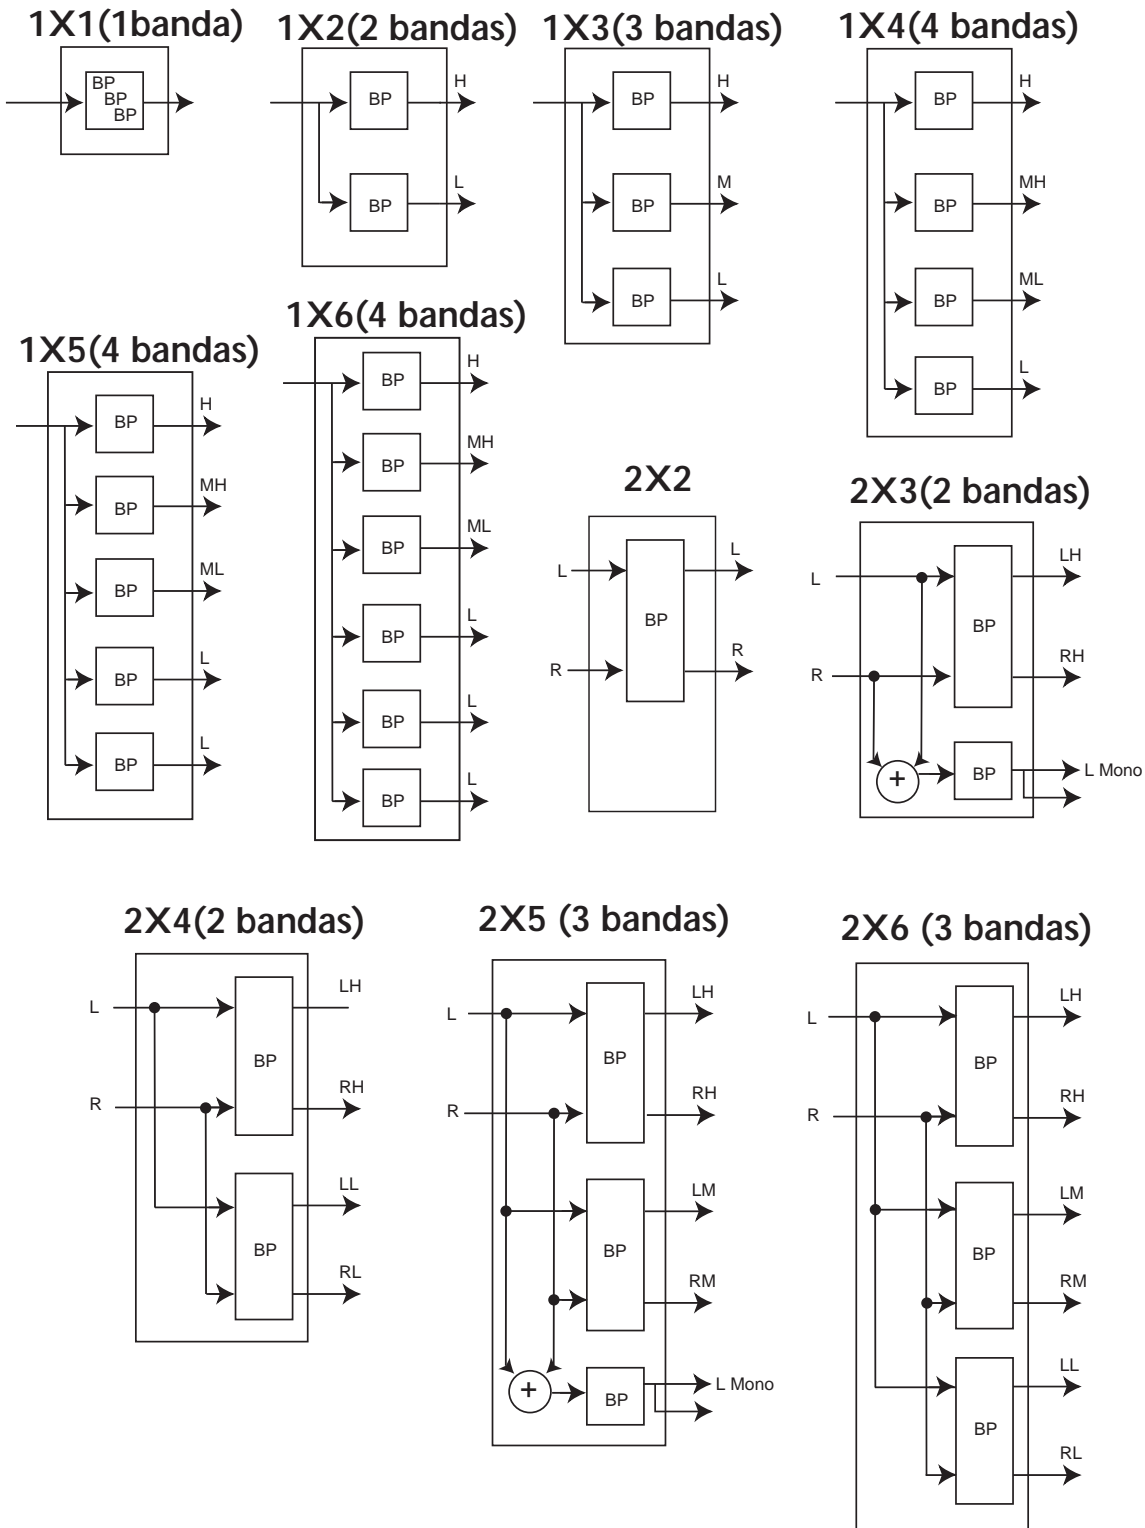 1X1(1banda)
BP
BP
BP
1X2(2 bandas)
BP
H
BP
L
1X3(3 bandas)
BP
H
BP
M
BP
L
1X4(4 bandas)
BP
H
BP
MH
BP
ML
BP
L
1X5(4 bandas)
BP
H
BP
MH
BP
ML
BP
L
BP
L
1X6(4 bandas)
BP
H
BP
MH
BP
ML
BP
L
BP
L
BP
L
2X2
L
R
BP
L
R
2X3(2 bandas)
L
R
BP
LH
RH
+
BP
L Mono
2X4(2 bandas)
L
R
BP
LH
RH
BP
LL
RL
2X5 (3 bandas)
L
R
BP
LH
RH
BP
LM
RM
+
BP
L Mono
2X6 (3 bandas)
L
R
BP
LH
RH
BP
LM
RM
BP
LL
RL